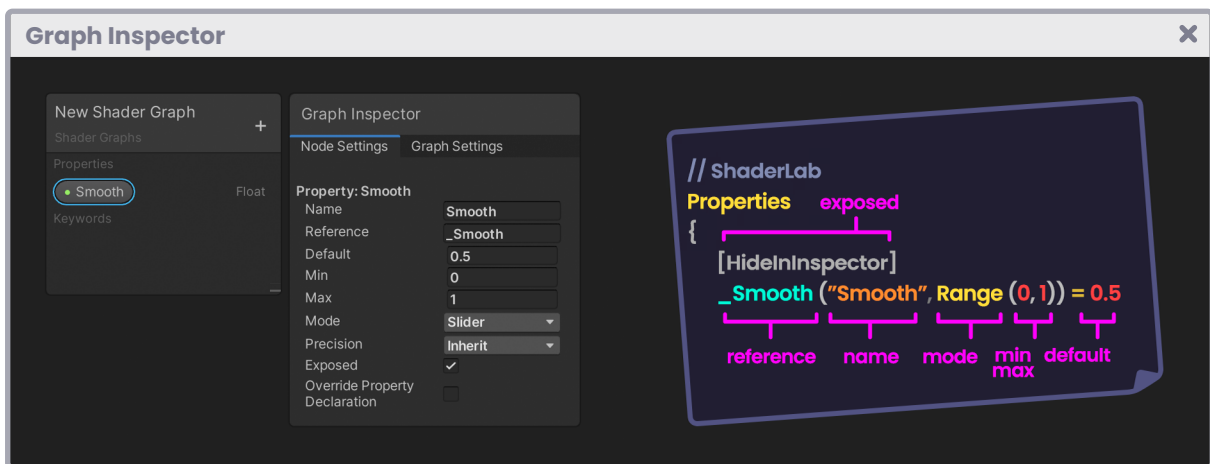 Graph Inspector
New Shader Graph
Shader Graphs
Properties
Smooth Float
Keywords
Graph Inspector
Node Settings Graph Settings
Property: Smooth
Name Smooth
Reference _Smooth
Default 0.5
Min 0
Max 1
Mode Slider
Precision Inherit
Exposed
Override Property
Declaration
// ShaderLab
Properties exposed
{
[HideInInspector]
_Smooth ("Smooth", Range (0, 1)) = 0.5
reference name mode min default
max